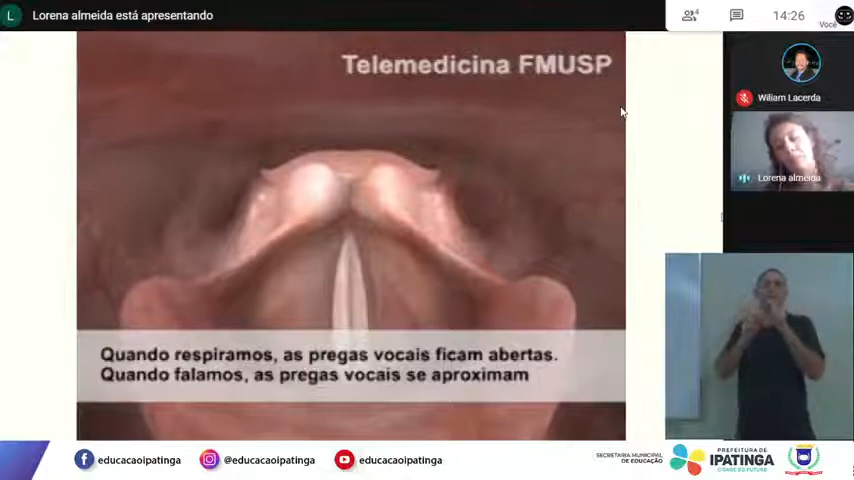 L
Lorena almeida está apresentando
4
14:26
Você
Telemedicina FMUSP
Wiliam Lacerda
Lorena almeida
Quando respiramos, as pregas vocais ficam abertas.
Quando falamos, as pregas vocais se aproximam
educacaoipatinga
@educacaoipatinga
educacaoipatinga
SECRETARIA MUNICIPAL
DE EDUCAÇÃO
PREFEITURA DE
IPATINGA
CIDADE DO FUTURO